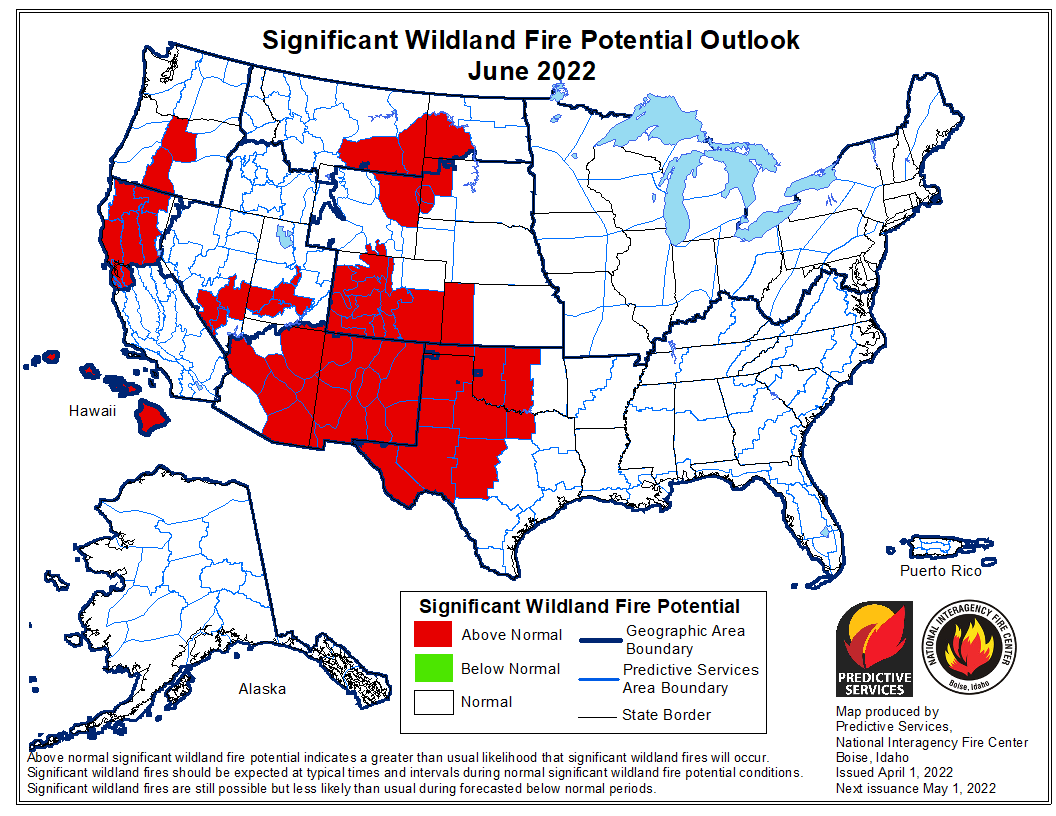 Significant Wildland Fire Potential Outlook
June 2022
Hawaii
Alaska
Puerto Rico
Significant Wildland Fire Potential
Above Normal
Below Normal
Normal
Geographic Area
Boundary
Predictive Services
Area Boundary
State Border
PREDICTIVE
SERVICES
NATIONAL INTERAGENCY FIRE CENTER
Boise, Idaho
Map produced by
Predictive Services,
National Interagency Fire Center
Boise, Idaho
Issued April 1, 2022
Next issuance May 1, 2022
Above normal significant wildland fire potential indicates a greater than usual likelihood that significant wildland fires will occur.
Significant wildland fires should be expected at typical times and intervals during normal significant wildland fire potential conditions.
Significant wildland fires are still possible but less likely than usual during forecasted below normal periods.